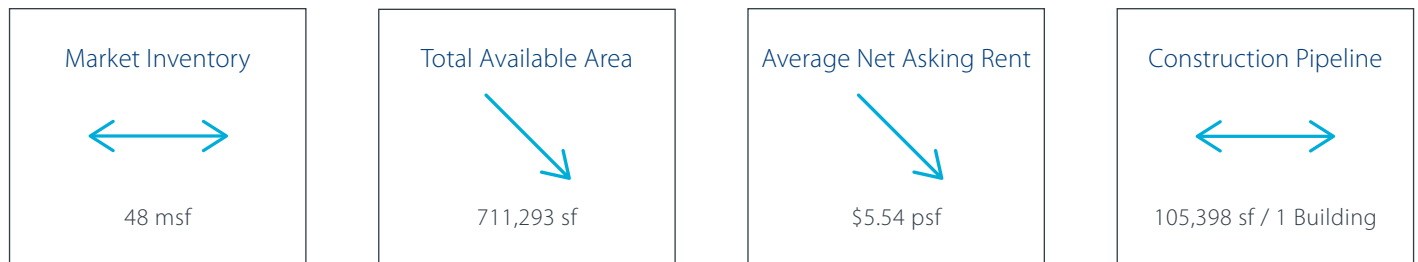 Market Inventory
48 msf
Total Available Area
711,293 sf
Average Net Asking Rent
$5.54 psf
Construction Pipeline
105,398 sf / 1 Building